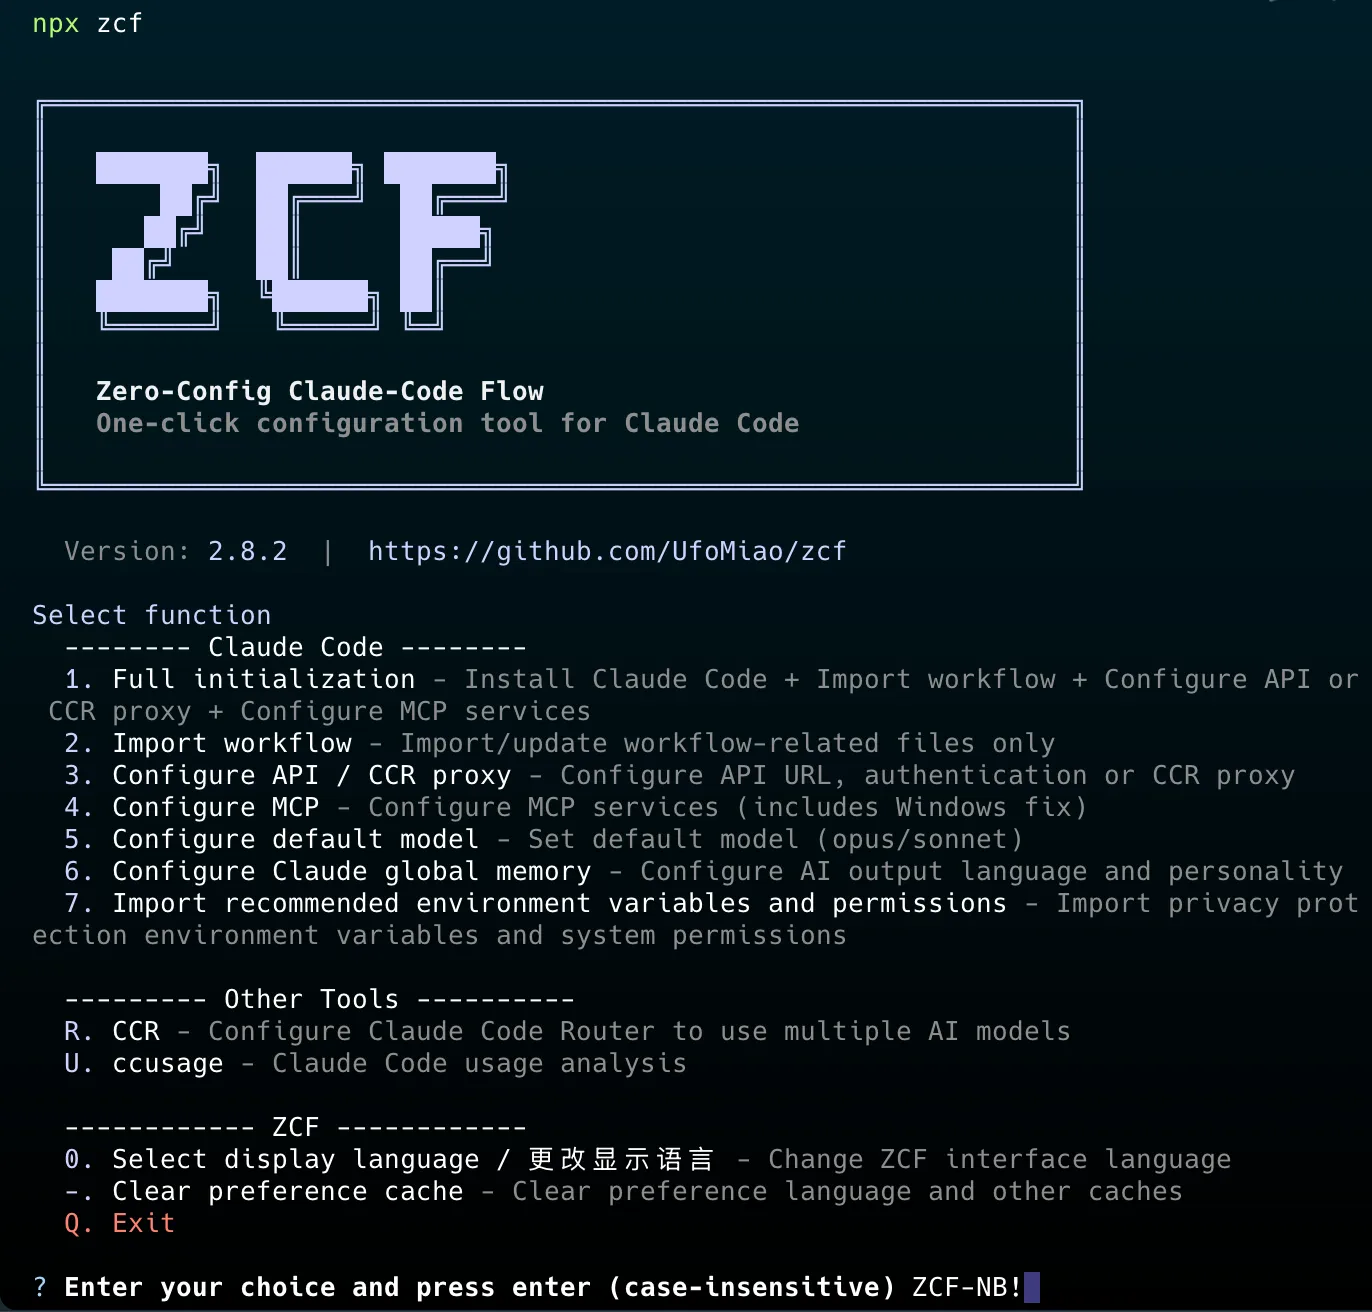 npx zcf
ZCF
Zero-Config Claude-Code Flow
One-click configuration tool for Claude Code
Version: 2.8.2 | https://github.com/UfoMiao/zcf
Select function
-------- Claude Code --------
1. Full initialization - Install Claude Code + Import workflow + Configure API or
CCR proxy + Configure MCP services
2. Import workflow - Import/update workflow-related files only
3. Configure API / CCR proxy - Configure API URL, authentication or CCR proxy
4. Configure MCP - Configure MCP services (includes Windows fix)
5. Configure default model - Set default model (opus/sonnet)
6. Configure Claude global memory - Configure AI output language and personality
7. Import recommended environment variables and permissions - Import privacy prot
ection environment variables and system permissions
--------- Other Tools ----------
R. CCR - Configure Claude Code Router to use multiple AI models
U. ccusage - Claude Code usage analysis
------------ ZCF ------------
0. Select display language / 更改显示语言 - Change ZCF interface language
-. Clear preference cache - Clear preference language and other caches
Q. Exit
? Enter your choice and press enter (case-insensitive) ZCF-NB!